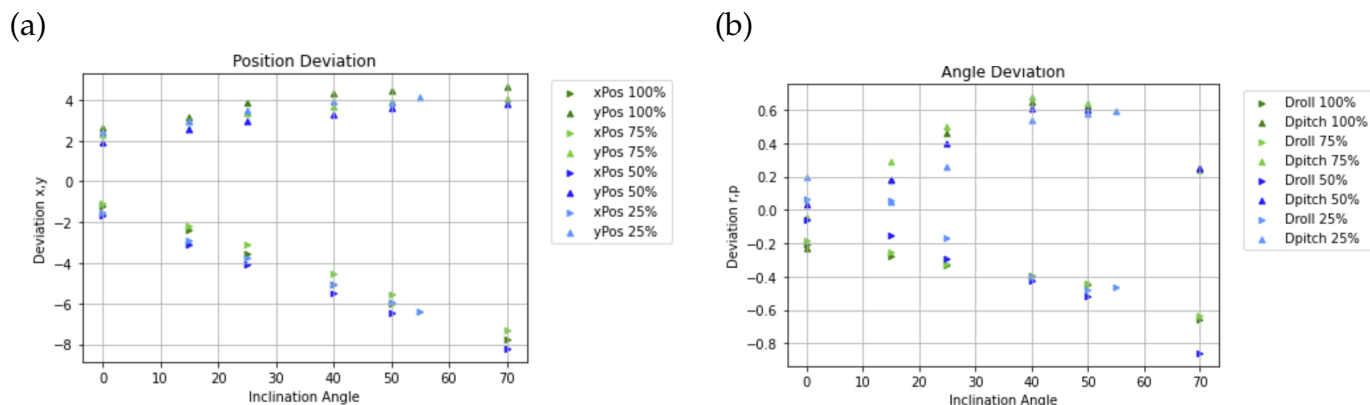 (a)
Position Deviation
Deviation x,y
4
2
0
−2
−4
−6
−8
0 10 20 30 40 50 60 70
Inclination Angle
xPos 100%
yPos 100%
xPos 75%
yPos 75%
xPos 50%
yPos 50%
xPos 25%
yPos 25%
(b)
Angle Deviation
Deviation r,p
0.6
0.4
0.2
0.0
−0.2
−0.4
−0.6
−0.8
0 10 20 30 40 50 60 70
Inclination Angle
Droll 100%
Dpitch 100%
Droll 75%
Dpitch 75%
Droll 50%
Dpitch 50%
Droll 25%
Dpitch 25%